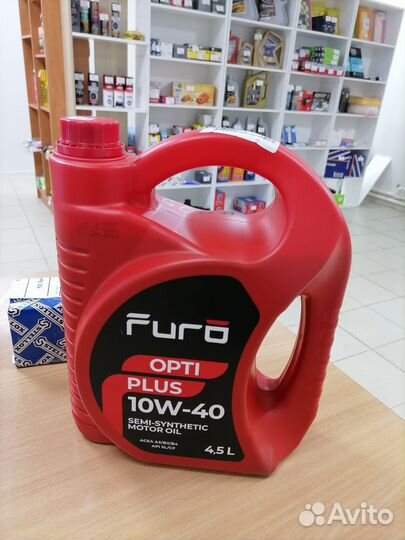 Furō
OPTI
PLUS
10W-40
SEMI-SYNTHETIC
MOTOR OIL
ACEA A3/B3/B4
API SL/CF
4,5 L
Avito